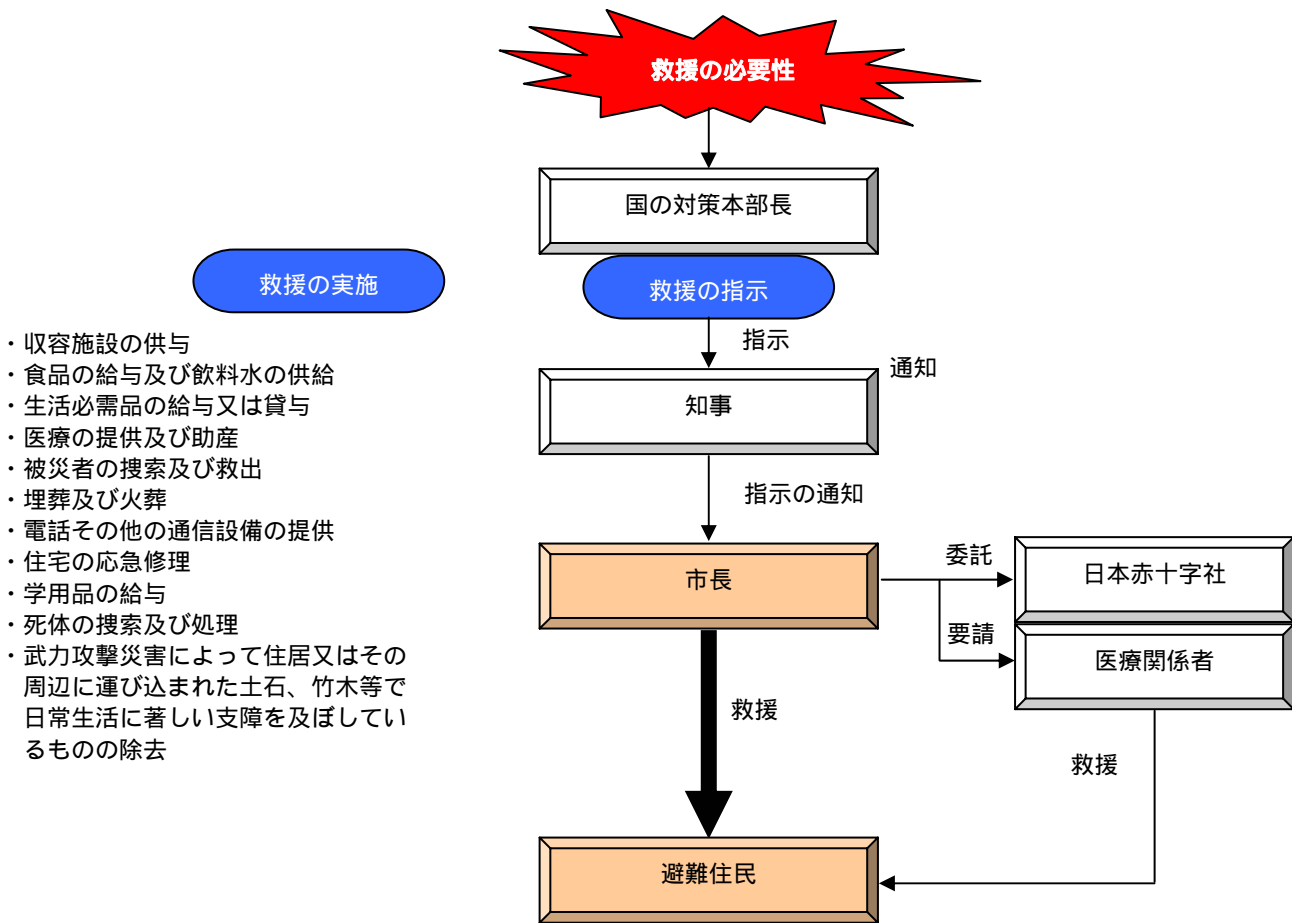 救援の必要性
国の対策本部長
救援の実施
救援の指示
指示
通知
知事
指示の通知
・収容施設の供与
・食品の給与及び飲料水の供給
・生活必需品の給与又は貸与
・医療の提供及び助産
・被災者の捜索及び救出
・埋葬及び火葬
・電話その他の通信設備の提供
・住宅の応急修理
・学用品の給与
・死体の捜索及び処理
・武力攻撃災害によって住居又はその
周辺に運び込まれた土石、竹木等で
日常生活に著しい支障を及ぼしてい
るものの除去
市長
委託
日本赤十字社
要請
医療関係者
救援
救援
避難住民